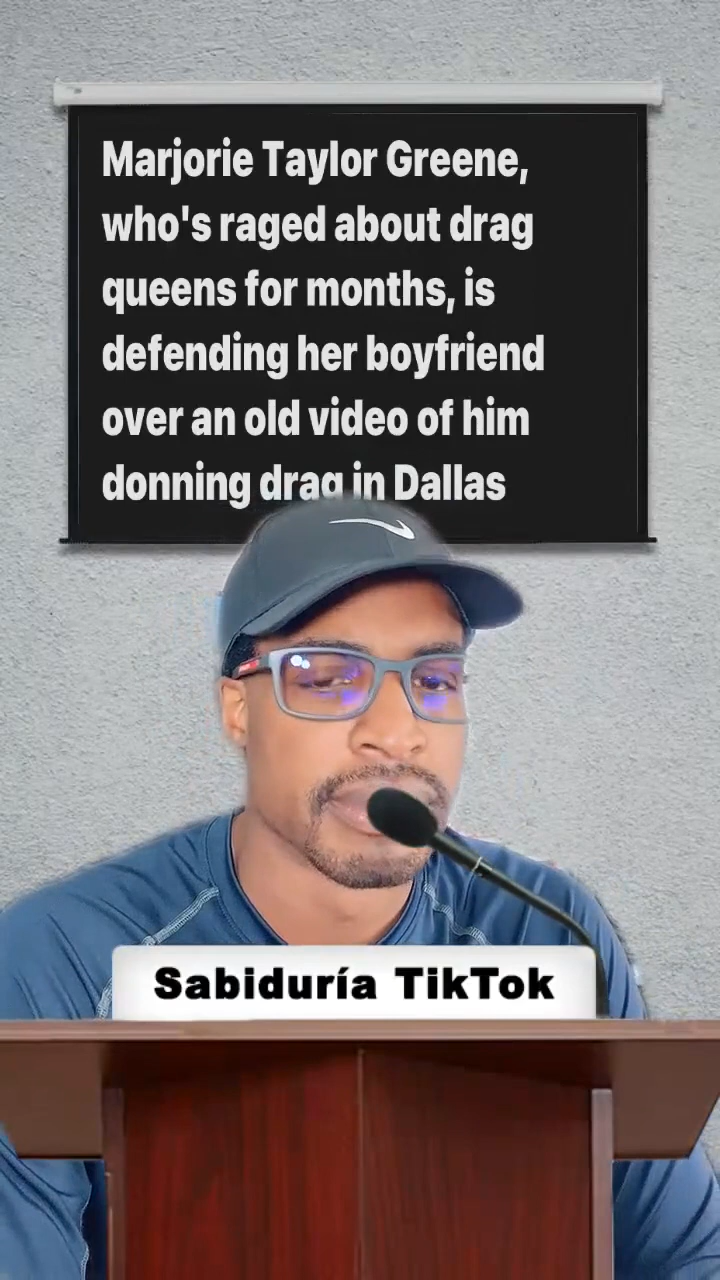 Marjorie Taylor Greene,
who's raged about drag
queens for months, is
defending her boyfriend
over an old video of him
donning drag in Dallas
Sabiduría TikTok